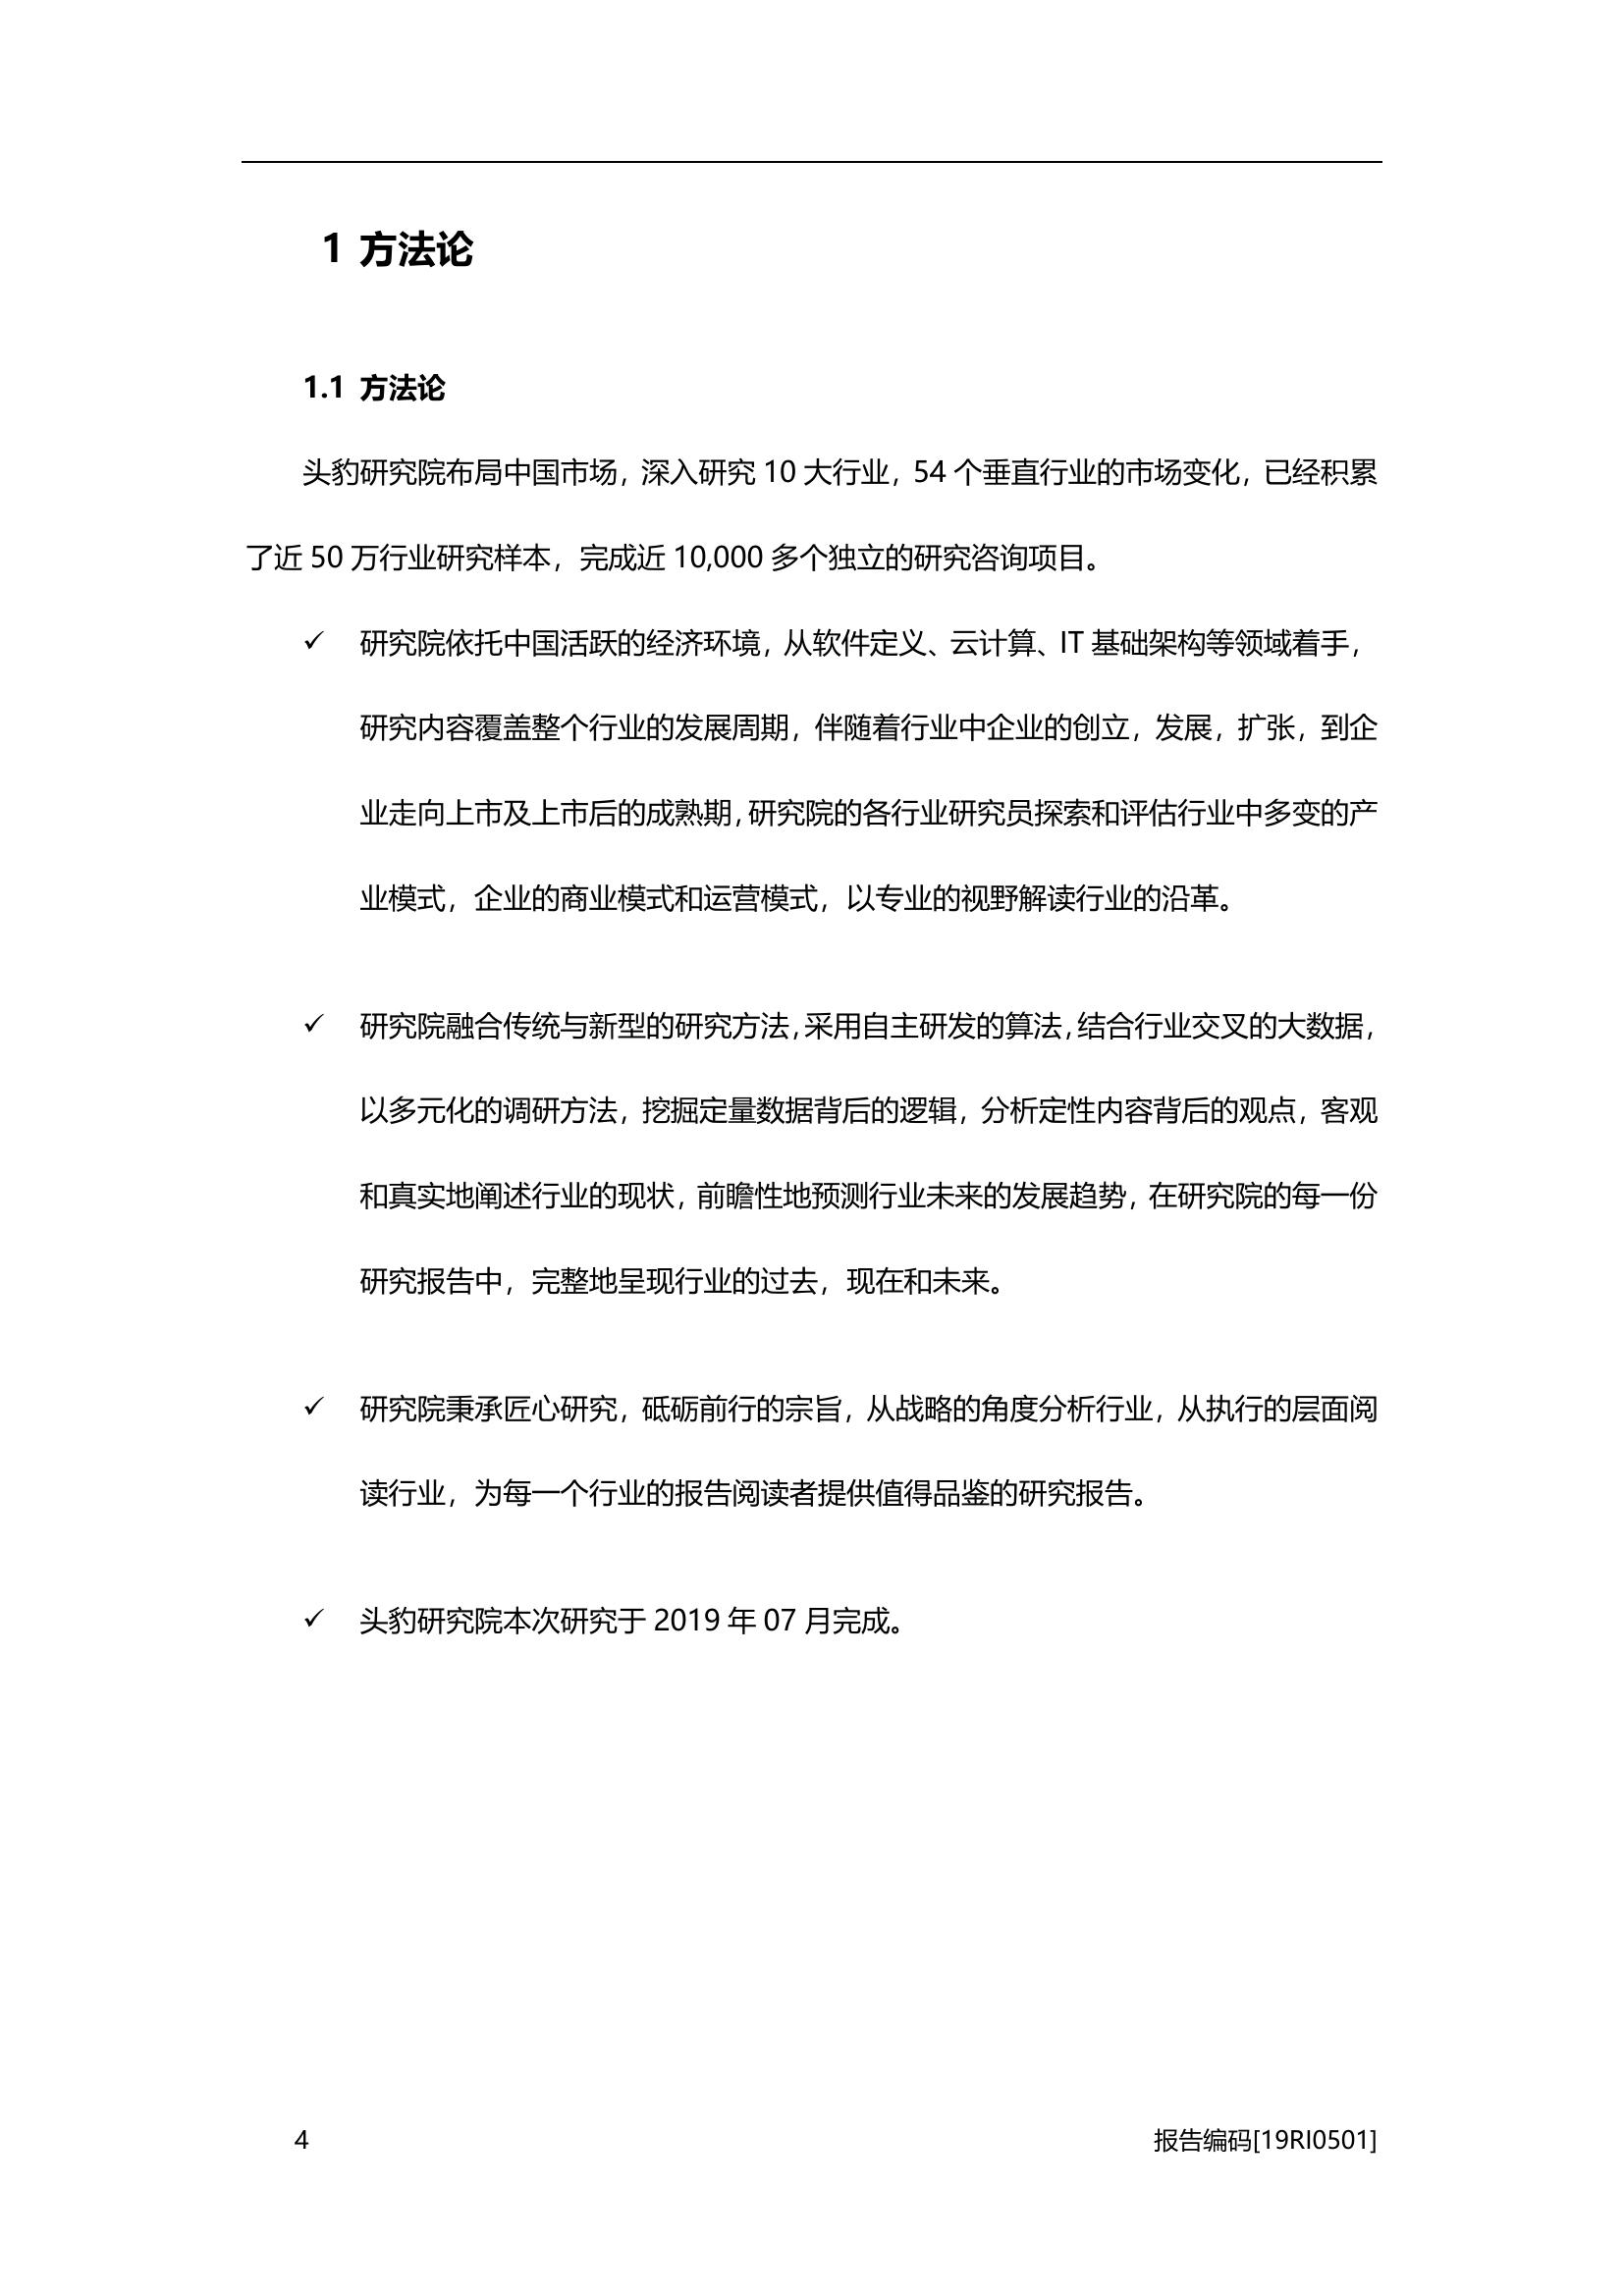 1 方法论
1.1 方法论
头豹研究院布局中国市场，深入研究 10 大行业，54 个垂直行业的市场变化，已经积累
了近 50 万行业研究样本，完成近 10,000 多个独立的研究咨询项目。
✓ 研究院依托中国活跃的经济环境，从软件定义、云计算、IT 基础架构等领域着手，
研究内容覆盖整个行业的发展周期，伴随着行业中企业的创立，发展，扩张，到企
业走向上市及上市后的成熟期，研究院的各行业研究员探索和评估行业中多变的产
业模式，企业的商业模式和运营模式，以专业的视野解读行业的沿革。
✓ 研究院融合传统与新型的研究方法，采用自主研发的算法，结合行业交叉的大数据，
以多元化的调研方法，挖掘定量数据背后的逻辑，分析定性内容背后的观点，客观
和真实地阐述行业的现状，前瞻性地预测行业未来的发展趋势，在研究院的每一份
研究报告中，完整地呈现行业的过去，现在和未来。
✓ 研究院秉承匠心研究，砥砺前行的宗旨，从战略的角度分析行业，从执行的层面阅
读行业，为每一个行业的报告阅读者提供值得品鉴的研究报告。
✓ 头豹研究院本次研究于 2019 年 07 月完成。
4 报告编码[19RI0501]